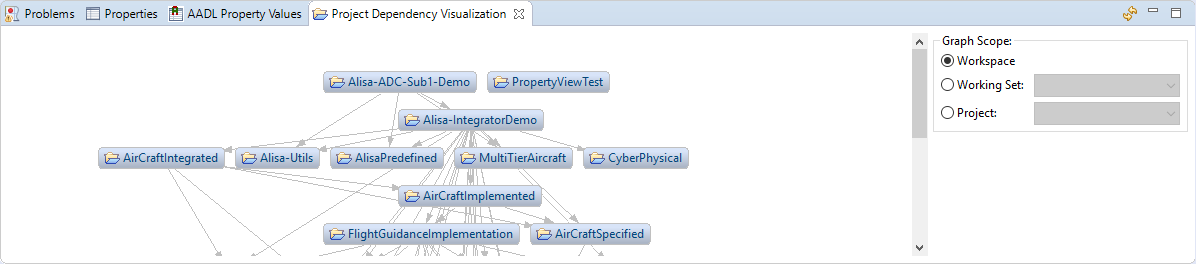 Problems Properties AADL Property Values Project Dependency Visualization
Graph Scope:
Alisa-ADC-Sub1-Demo PropertyViewTest Workspace
Working Set:
Alisa-IntegratorDemo Project:
AirCraftIntegrated Alisa-Utils AlisaPredefined MultiTierAircraft CyberPhysical
AirCraftImplemented
FlightGuidanceImplementation AirCraftSpecified